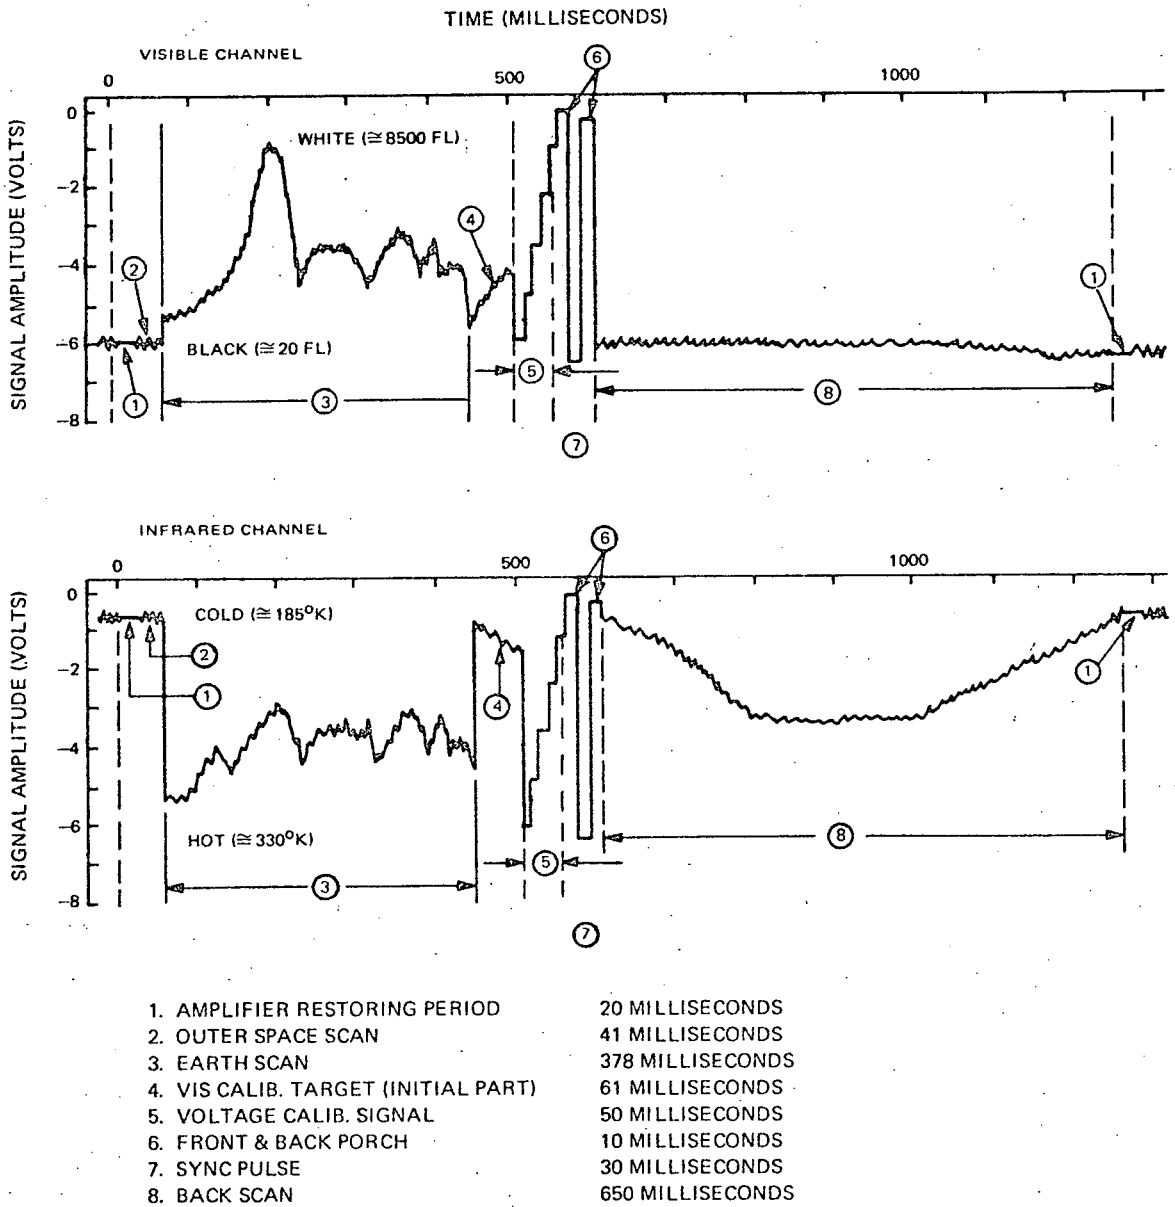 TIME (MILLISECONDS)
VISIBLE CHANNEL
0 500 1000
6
0
WHITE (≅8500 FL)
-2
4
2
-4
1
-6
BLACK (≅20 FL)
5
1
3
8
-8
7
SIGNAL AMPLITUDE (VOLTS)
INFRARED CHANNEL
6
0 500 1000
0
COLD (≅185°K)
2
-2
1
4
1
-4
-6
HOT (≅330°K)
8
5
3
-8
7
SIGNAL AMPLITUDE (VOLTS)
1. AMPLIFIER RESTORING PERIOD 20 MILLISECONDS
2. OUTER SPACE SCAN 41 MILLISECONDS
3. EARTH SCAN 378 MILLISECONDS
4. VIS CALIB. TARGET (INITIAL PART) 61 MILLISECONDS
5. VOLTAGE CALIB. SIGNAL 50 MILLISECONDS
6. FRONT & BACK PORCH 10 MILLISECONDS
7. SYNC PULSE 30 MILLISECONDS
8. BACK SCAN 650 MILLISECONDS